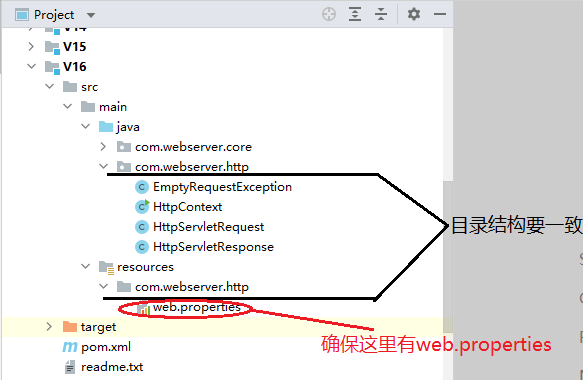 Project
V14
V15
V16
src
main
java
com.webserver.core
com.webserver.http
EmptyRequestException
HttpContext
HttpServletRequest
HttpServletResponse
目录结构要一致
resources
com.webserver.http
web.properties
target
确保这里有web.properties
pom.xml
readme.txt